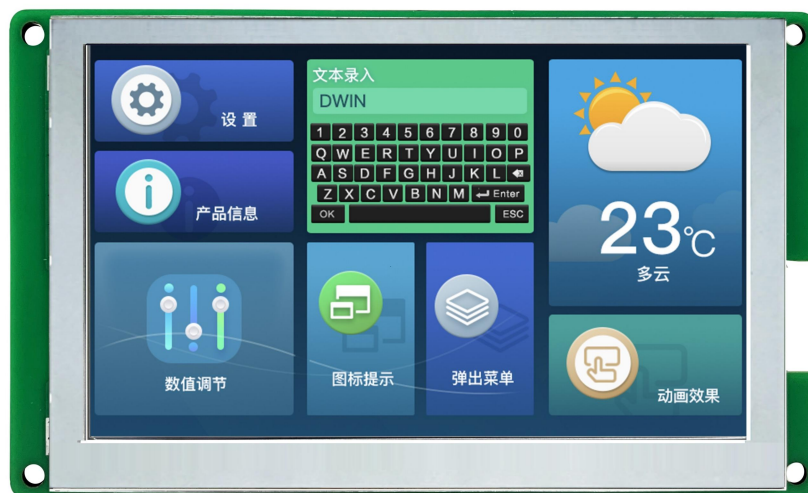 设置
产品信息
数值调节
文本录入
DWIN
1 2 3 4 5 6 7 8 9 0
Q W E R T Y U I O P
A S D F G H J K L
Z X C V B N M Enter
OK ESC
图标提示
弹出菜单
23℃
多云
动画效果